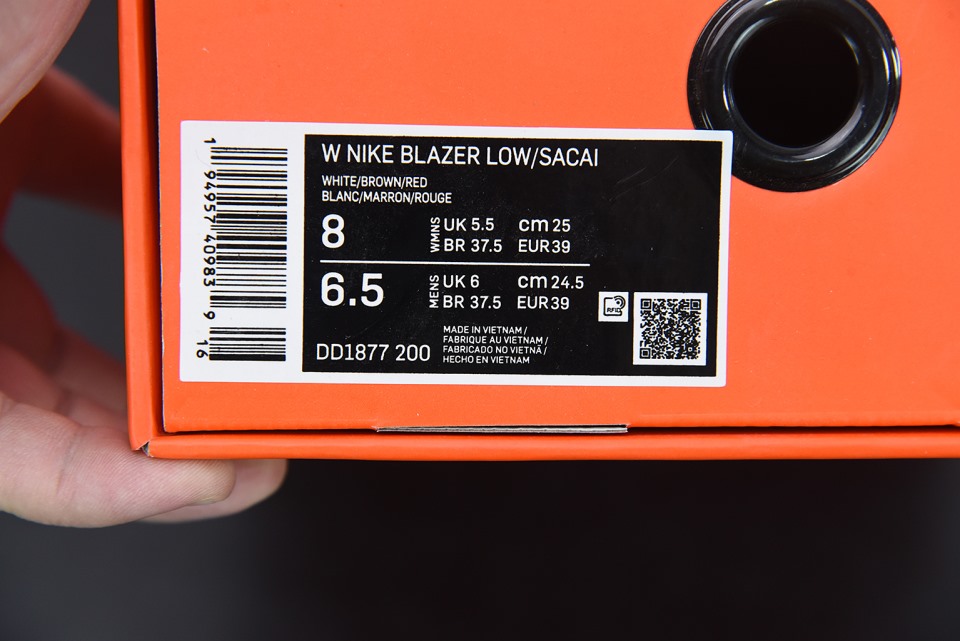 W NIKE BLAZER LOW/SACAI
WHITE/BROWN/RED
BLANC/MARRON/ROUGE
8 WMNS UK 5.5 cm 25
BR 37.5 EUR 39
6.5 MENS UK 6 cm 24.5
BR 37.5 EUR 39
RFID
DD1877 200
MADE IN VIETNAM /
FABRIQUE AU VIETNAM /
FABRICADO NO VIETNÃ /
HECHO EN VIETNAM
1 94957 40983 9 16